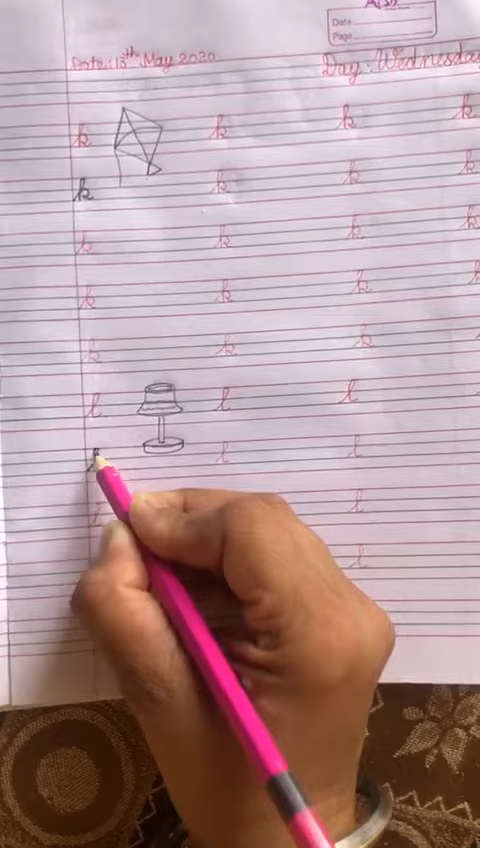 Date
Page
Date: 13th May 2020 Day: Wednesday
k k k k
k k k k
k k k k
k k k k
k k k
l l l
l l
l
l